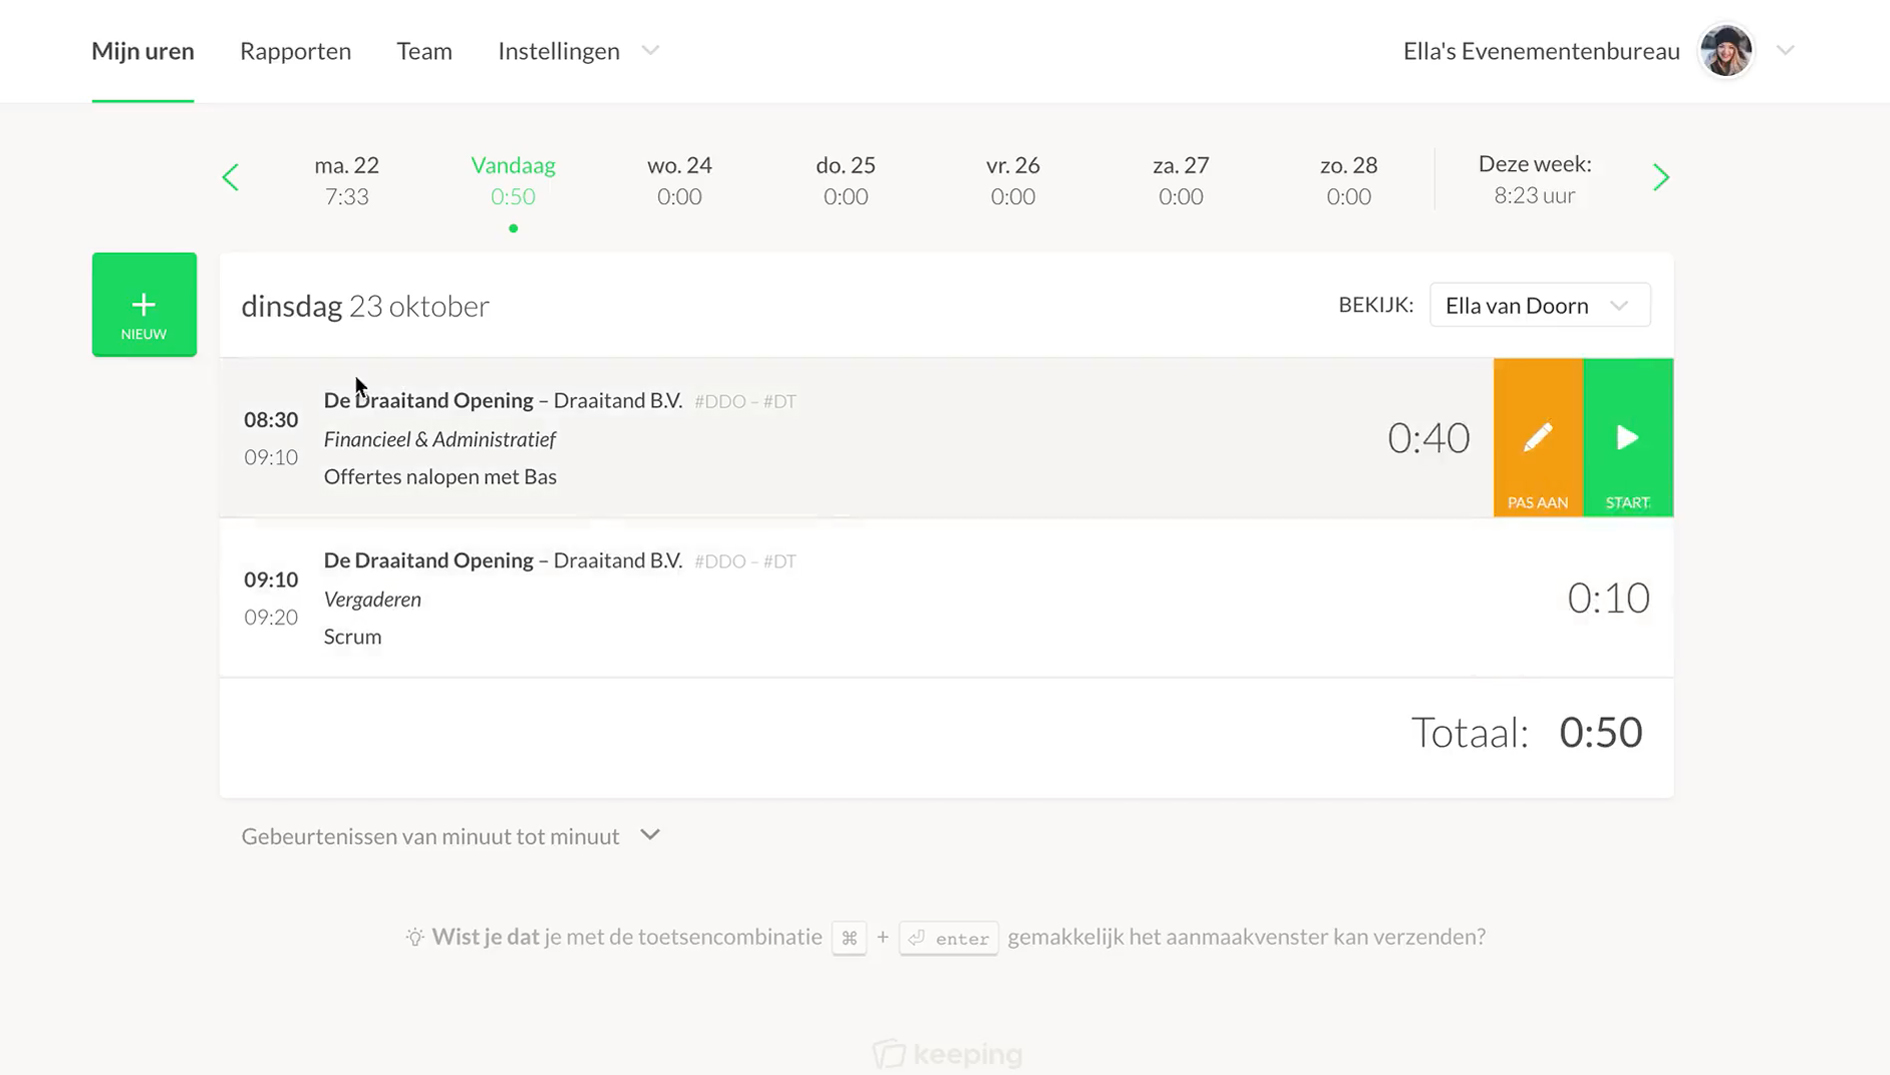 Mijn uren Rapporten Team Instellingen Ella's Evenementenbureau
ma. 22 Vandaag wo. 24 do. 25 vr. 26 za. 27 zo. 28 Deze week:
7:33 0:50 0:00 0:00 0:00 0:00 0:00 8:23 uur
+
NIEUW
dinsdag 23 oktober BEKIJK: Ella van Doorn
De Draaitand Opening – Draaitand B.V. #DDO – #DT
08:30
Financieel & Administratief
0:40
09:10
Offertes nalopen met Bas
PAS AAN START
De Draaitand Opening – Draaitand B.V. #DDO – #DT
09:10
Vergaderen
0:10
09:20
Scrum
Totaal: 0:50
Gebeurtenissen van minuut tot minuut
Wist je dat je met de toetsencombinatie ⌘ + ⏎ enter gemakkelijk het aanmaakvenster kan verzenden?
keeping